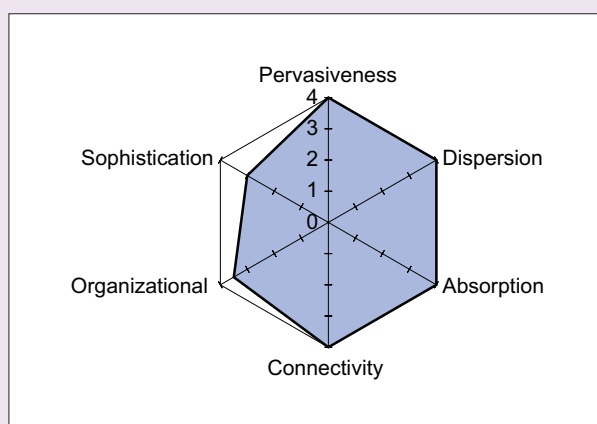 Pervasiveness
4
3
Sophistication
2
Dispersion
1
0
Organizational
Absorption
Connectivity